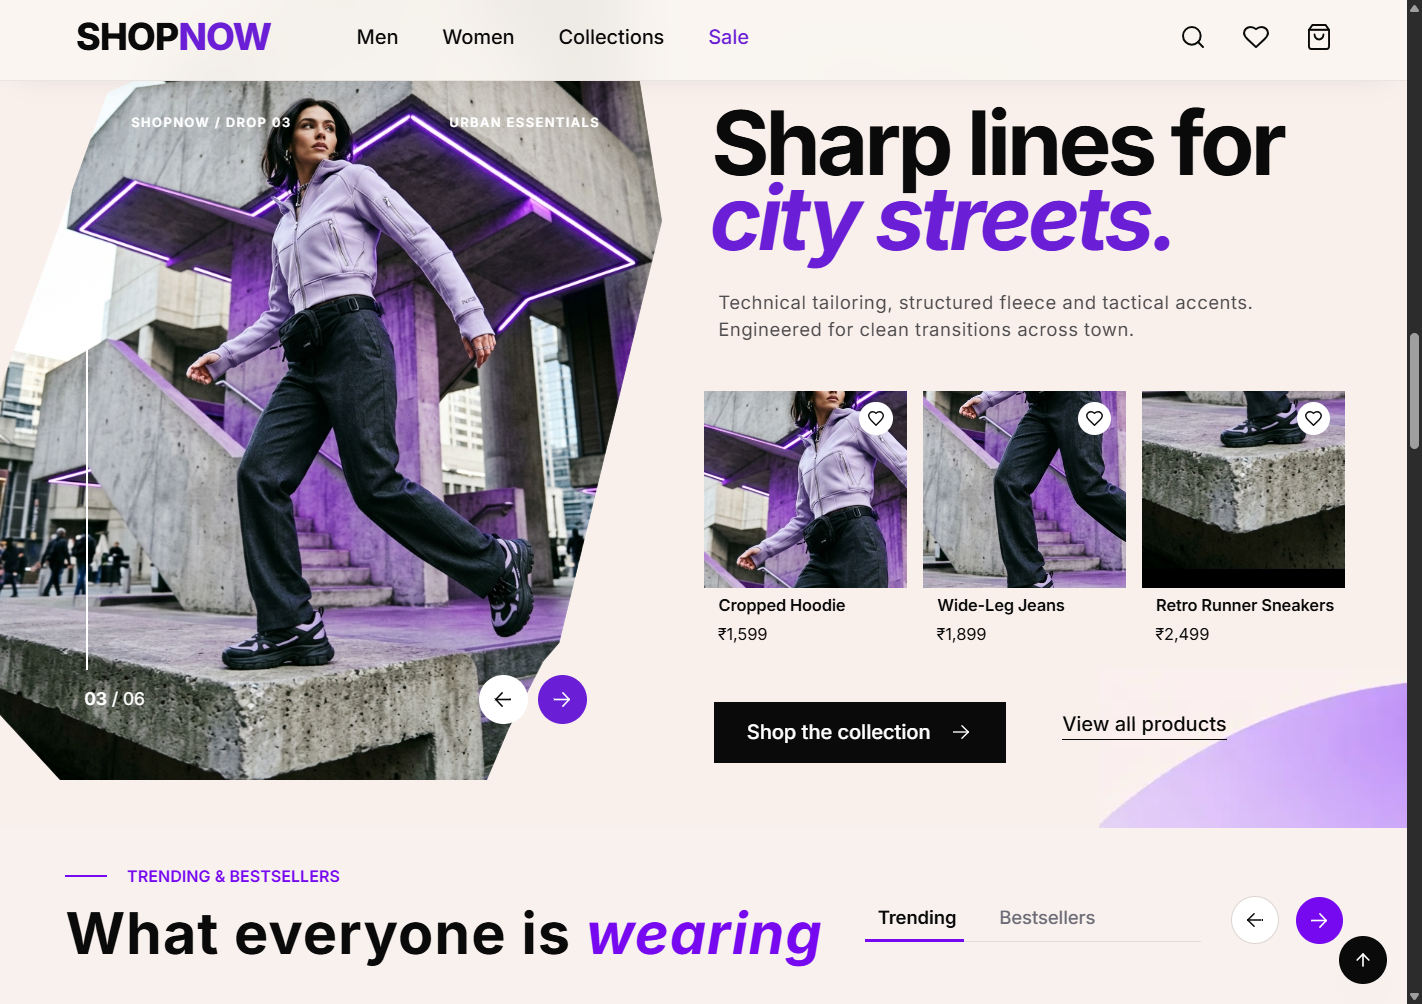 SHOPNOW
Men
Women
Collections
Sale
SHOPNOW / DROP 03
URBAN ESSENTIALS
03 / 06
Sharp lines for
city streets.
Technical tailoring, structured fleece and tactical accents.
Engineered for clean transitions across town.
Cropped Hoodie
₹1,599
Wide-Leg Jeans
₹1,899
Retro Runner Sneakers
₹2,499
Shop the collection
View all products
TRENDING & BESTSELLERS
What everyone is wearing
Trending
Bestsellers